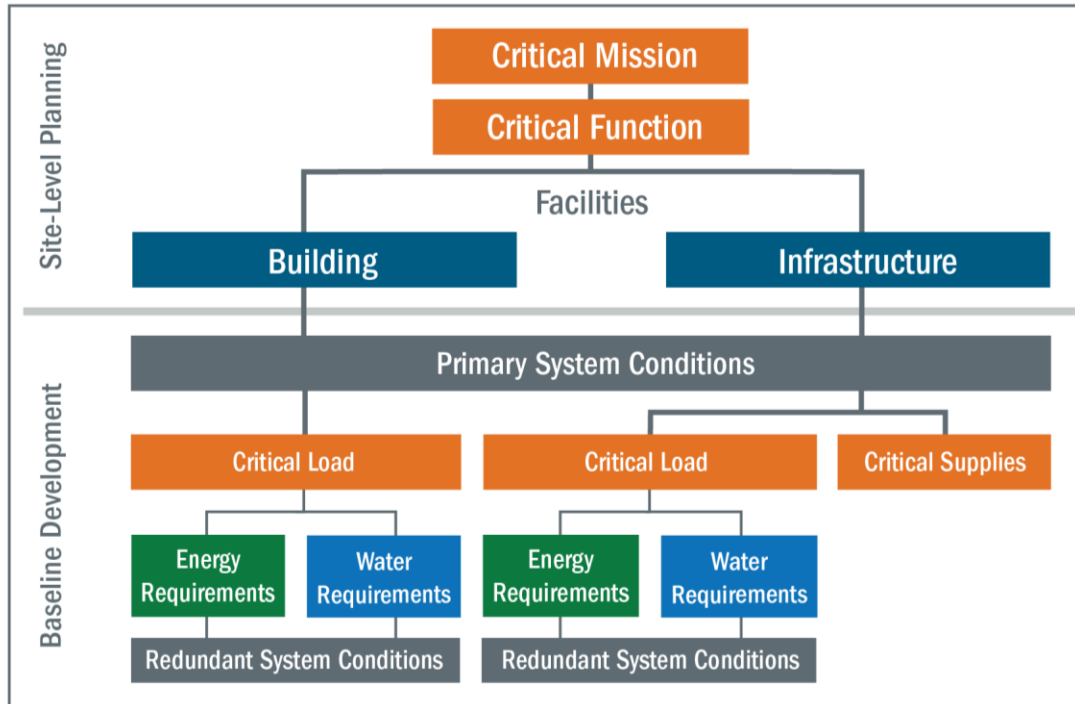 Site-Level Planning
Critical Mission
Critical Function
Facilities
Building
Infrastructure
Baseline Development
Primary System Conditions
Critical Load
Critical Load
Critical Supplies
Energy
Requirements
Water
Requirements
Energy
Requirements
Water
Requirements
Redundant System Conditions
Redundant System Conditions